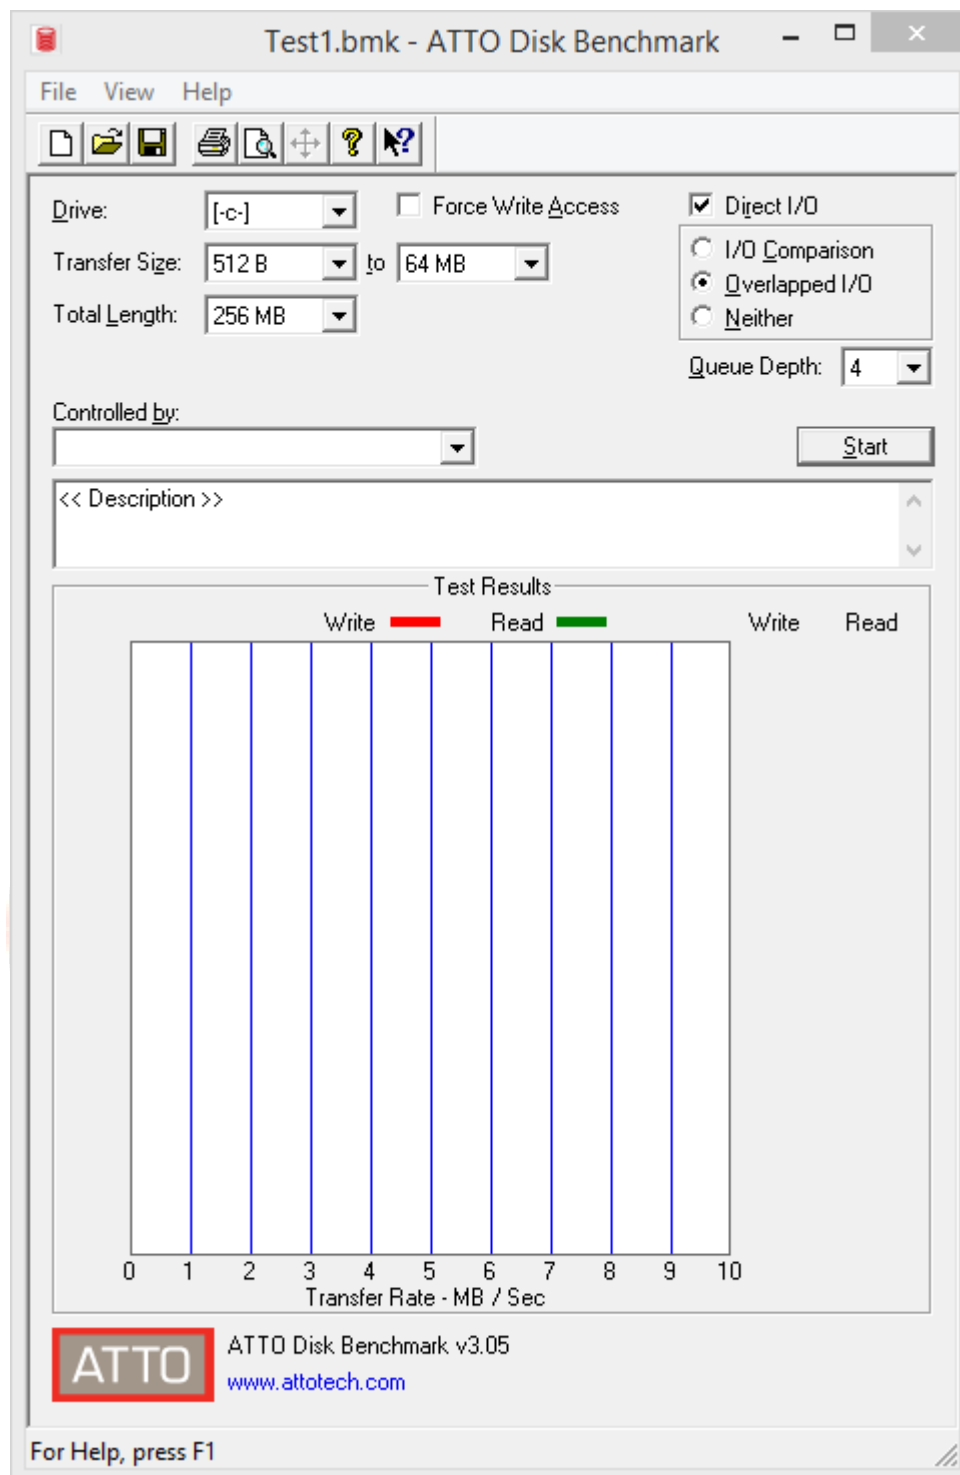 Test1.bmk - ATTO Disk Benchmark
File View Help
Drive: [-c-] Force Write Access Direct I/O
Transfer Size: 512 B to 64 MB I/O Comparison
Overlapped I/O
Total Length: 256 MB Neither
Queue Depth: 4
Controlled by:
Start
<< Description >>
Test Results
Write Read Write Read
0 1 2 3 4 5 6 7 8 9 10
Transfer Rate - MB / Sec
ATTO ATTO Disk Benchmark v3.05
www.attotech.com
For Help, press F1